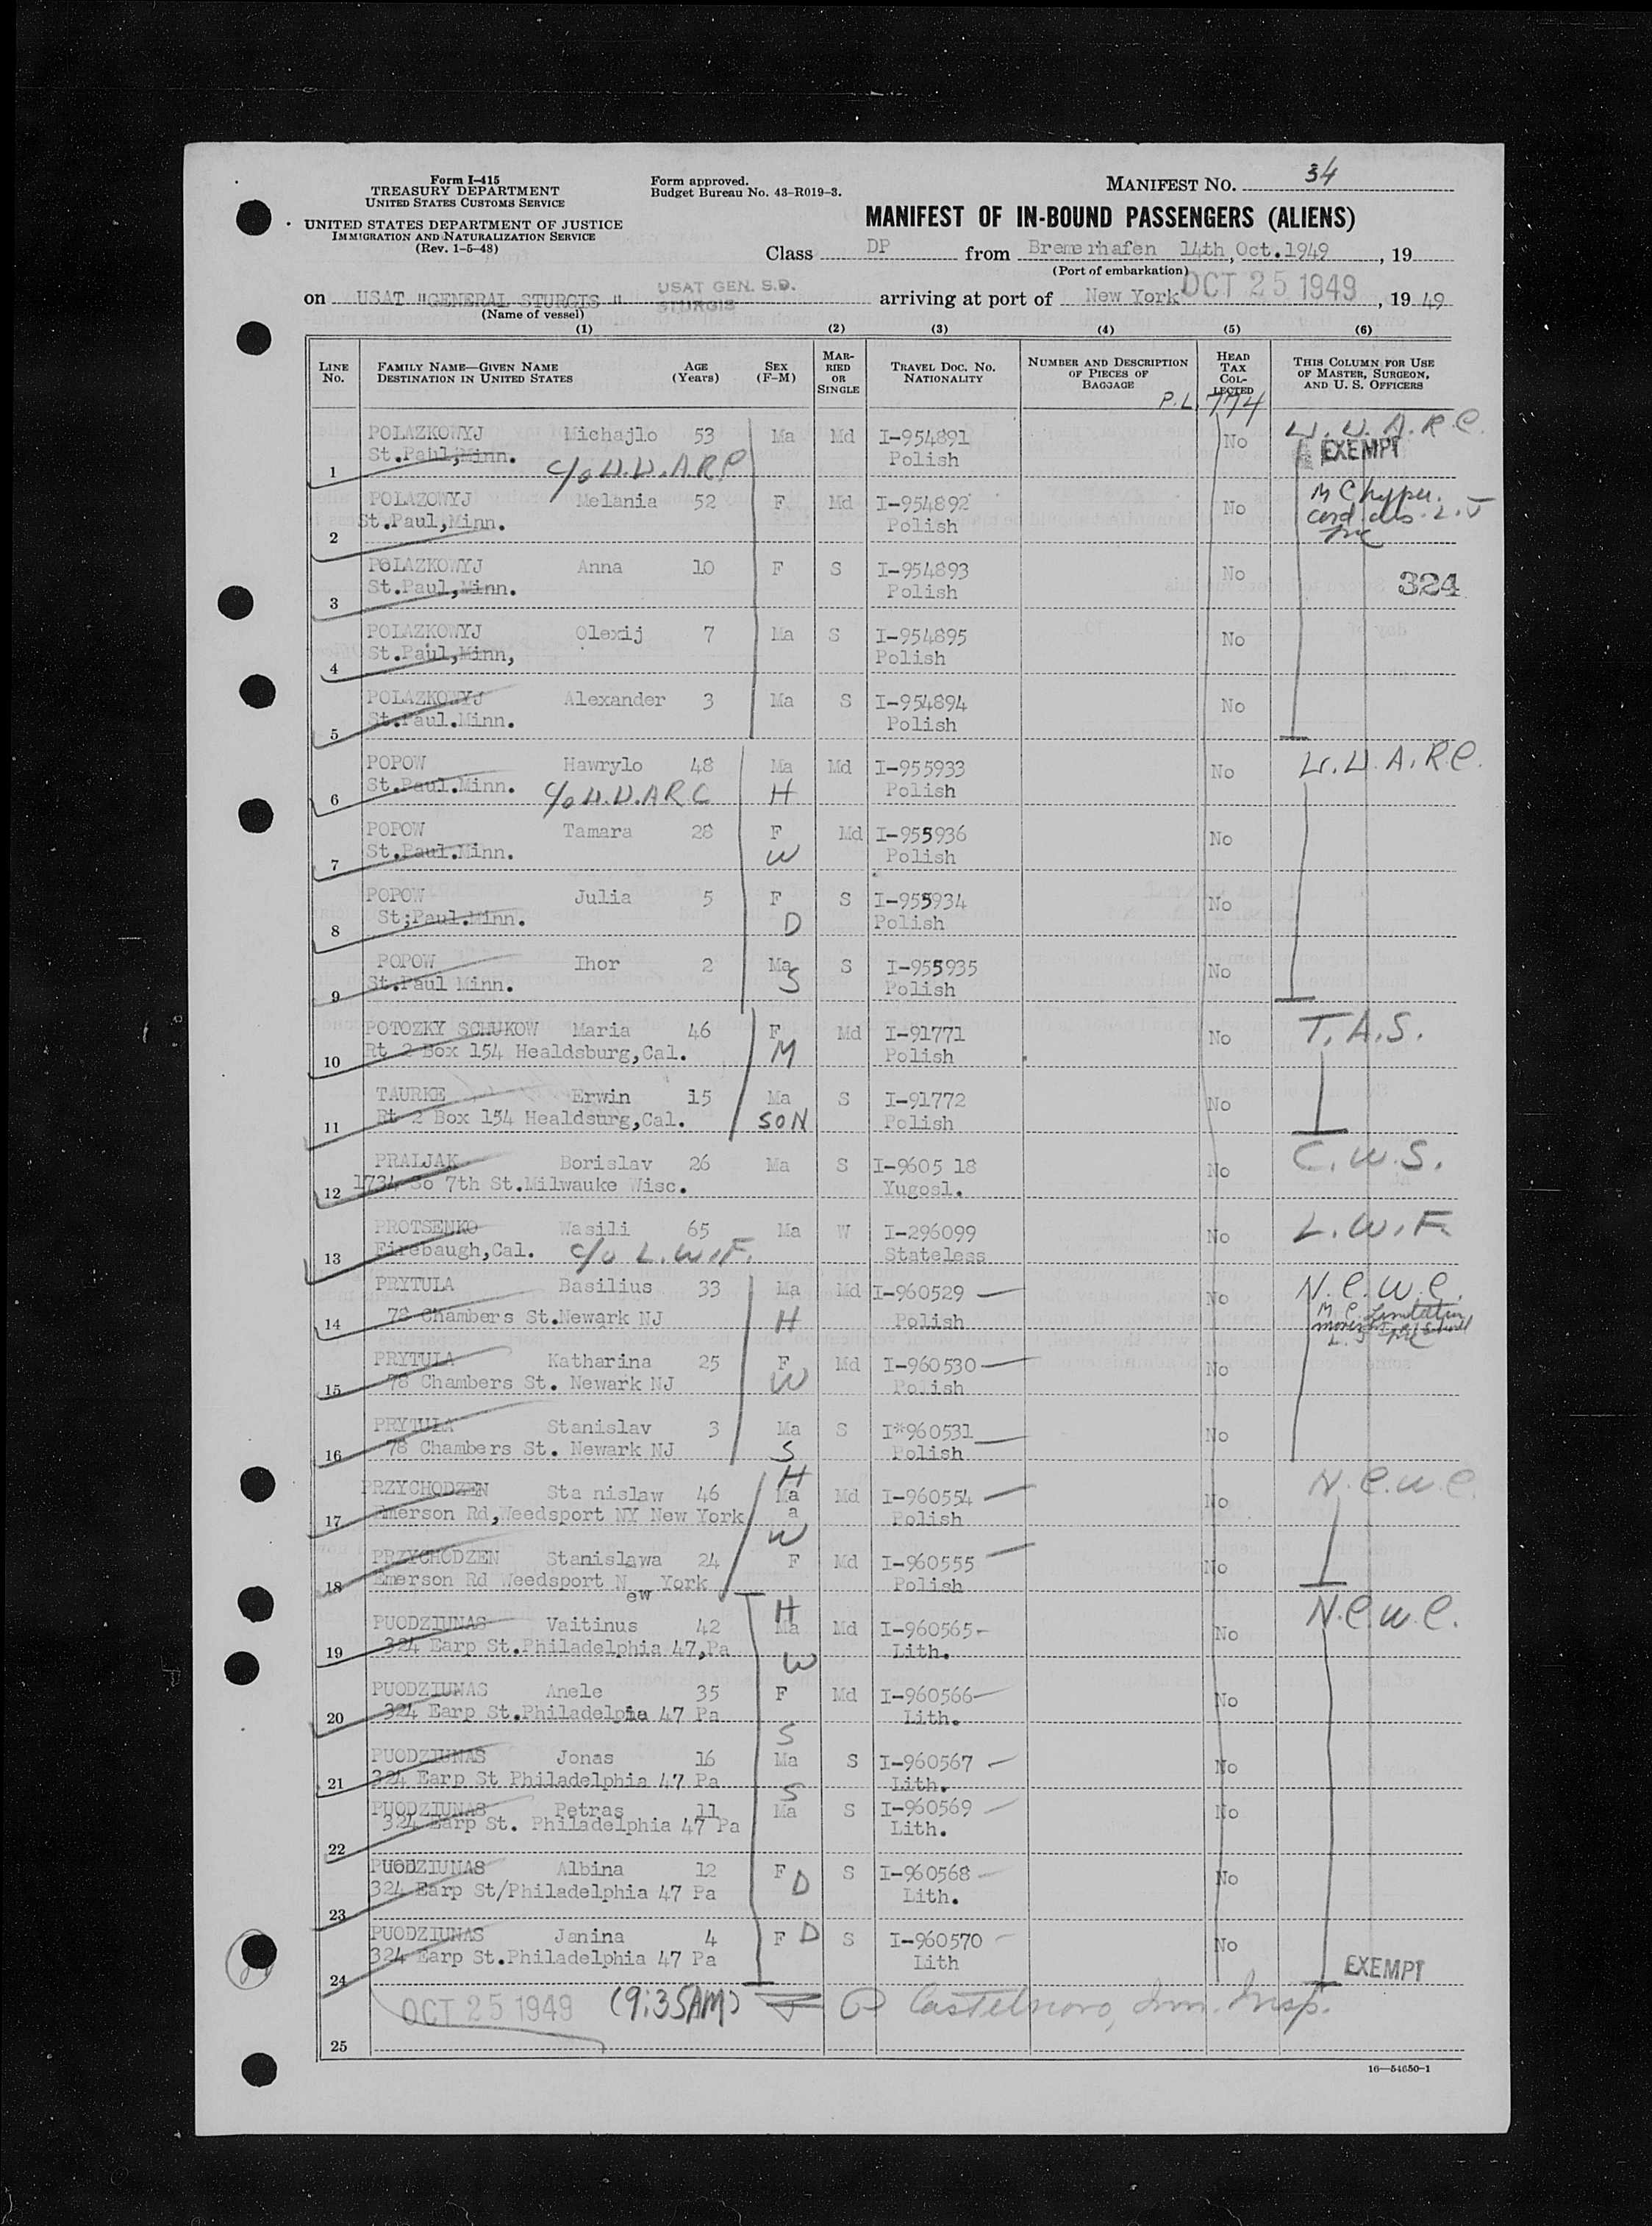 Form I-415
TREASURY DEPARTMENT
UNITED STATES CUSTOMS SERVICE
UNITED STATES DEPARTMENT OF JUSTICE
IMMIGRATION AND NATURALIZATION SERVICE
(Rev. 1-5-48)
Form approved.
Budget Bureau No. 43-R019-3.
MANIFEST NO. 34
MANIFEST OF IN-BOUND PASSENGERS (ALIENS)
Class DP from Bremerhafen 14th, Oct. 1949, 19
(Port of embarkation)
on USAT "GENERAL STURGIS" USAT GEN. S.D. STURGIS arriving at port of New York OCT 25 1949, 19 49
(Name of vessel)
(1) (2) (3) (4) (5) (6)
LINE No. FAMILY NAME—GIVEN NAME DESTINATION IN UNITED STATES AGE (Years) SEX (F-M) MARRIED OR SINGLE TRAVEL DOC. NO. NATIONALITY NUMBER AND DESCRIPTION OF PIECES OF BAGGAGE HEAD TAX COLLECTED THIS COLUMN FOR USE OF MASTER, SURGEON, AND U. S. OFFICERS
P.L. 774
POLAZKOWYJ Michajlo 53 Ma Md I-954891 No U.U.A.R.C.
1 St.Paul,Minn. c/o U.U.A.R.C Polish EXEMPT
POLAZOWYJ Melania 52 F Md I-954892 No M C hyper.
2 St.Paul,Minn. Polish card. dis.
POLAZKOWYJ Anna 10 F S I-954893 No
3 St.Paul,Minn. Polish 324
POLAZKOWYJ Olexij 7 Ma S I-954895 No
4 St.Paul,Minn, Polish
POLAZKOWYJ Alexander 3 Ma S I-954894 No
5 St.Paul.Minn. Polish
POPOW Hawrylo 48 Ma Md I-955933 No U.U.A.R.C.
6 St.Paul.Minn. c/o U.U.A.R.C H Polish
POPOW Tamara 28 F Md I-955936 No
7 St.Paul.Minn. W Polish
POPOW Julia 5 F S I-955934 No
8 St;Paul.Minn. D Polish
POPOW Ihor 2 Ma S I-955935 No
9 St.Paul Minn. S Polish
POTOZKY SCHUKOW Maria 46 F Md I-91771 No T.A.S.
10 Rt 2 Box 154 Healdsburg,Cal. M Polish
TAURKE Erwin 15 Ma S I-91772 No
11 Rt 2 Box 154 Healdsurg,Cal. SON Polish
PRALJAK Borislav 26 Ma S I-9605 18 No C.W.S.
12 1734 So 7th St.Milwauke Wisc. Yugosl.
PROTSENKO Wasili 65 Ma W I-296099 No L.W.F.
13 Firebaugh,Cal. c/o L.W.F. Stateless
PRYTULA Basilius 33 Ma Md I-960529 No N.C.W.C.
14 78 Chambers St.Newark NJ H Polish
PRYTULA Katharina 25 F Md I-960530 No
15 78 Chambers St. Newark NJ W Polish
PRYTULA Stanislav 3 Ma S I*960531 No
16 78 Chambers St. Newark NJ S Polish
PRZYCHODZEN Sta nislaw 46 H Ma Md I-960554 No N.C.W.C.
17 Emerson Rd,Weedsport NY New York a Polish
PRZYCHODZEN Stanislawa 24 W F Md I-960555 No
18 Emerson Rd Weedsport New York Polish
PUODZIUNAS Vaitinus 42 H Ma Md I-960565 No N.C.W.C.
19 324 Earp St.Philadelphia 47,Pa Lith.
PUODZIUNAS Anele 35 W F Md I-960566 No
20 324 Earp St.Philadelpia 47 Pa Lith.
PUODZIUNAS Jonas 16 S Ma S I-960567 No
21 324 Earp St Philadelphia 47 Pa Lith.
PUODZIUNAS Petras 11 S Ma S I-960569 No
22 324 Earp St. Philadelphia 47 Pa Lith.
PUODZIUNAS Albina 12 F D S I-960568 No
23 324 Earp St/Philadelphia 47 Pa Lith.
PUODZIUNAS Janina 4 F D S I-960570 No
24 324 Earp St.Philadelphia 47 Pa Lith EXEMPT
OCT 25 1949 (9:35AM) P Castelnovo, Imm. Insp.
25
16—54650-1